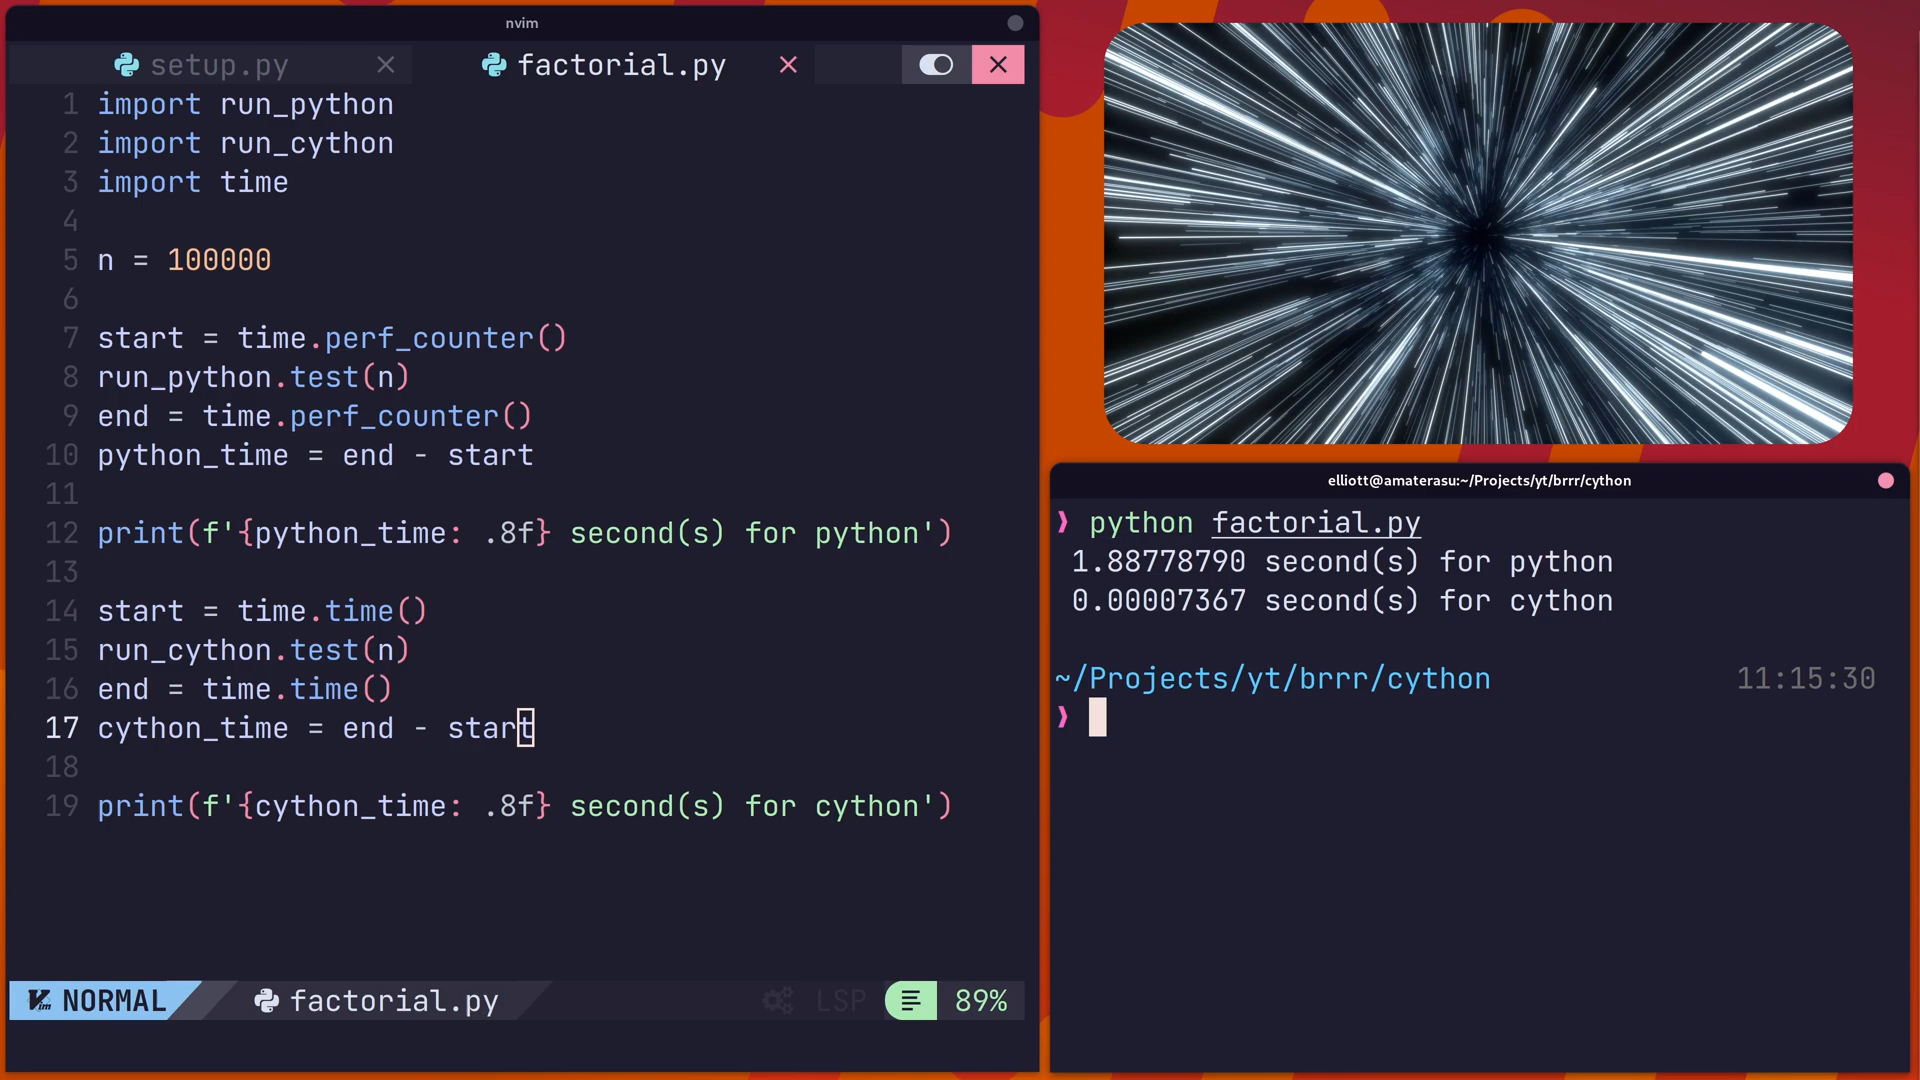 nvim
setup.py
factorial.py
1 import run_python
2 import run_cython
3 import time
4
5 n = 100000
6
7 start = time.perf_counter()
8 run_python.test(n)
9 end = time.perf_counter()
10 python_time = end - start
11
12 print(f'{python_time: .8f} second(s) for python')
13
14 start = time.time()
15 run_cython.test(n)
16 end = time.time()
17 cython_time = end - start
18
19 print(f'{cython_time: .8f} second(s) for cython')
NORMAL factorial.py LSP 89%
elliott@amaterasu:~/Projects/yt/brrr/cython
❯ python factorial.py
1.88778790 second(s) for python
0.00007367 second(s) for cython
~/Projects/yt/brrr/cython 11:15:30
❯